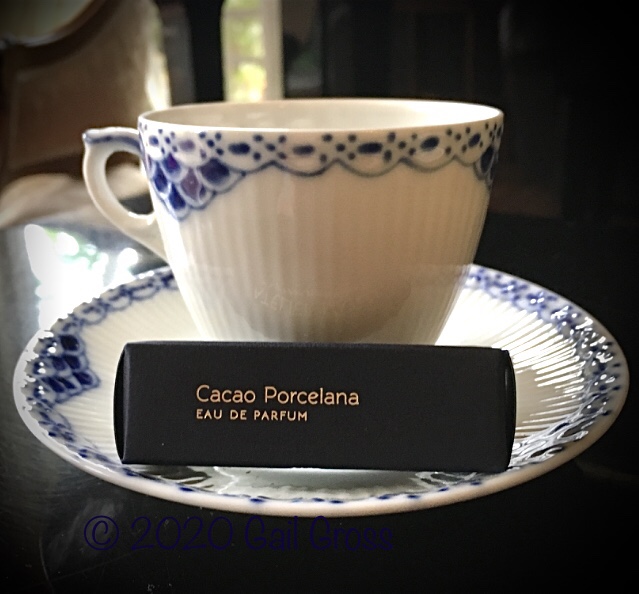 Cacao Porcelana
EAU DE PARFUM
© 2020 Gail Gross